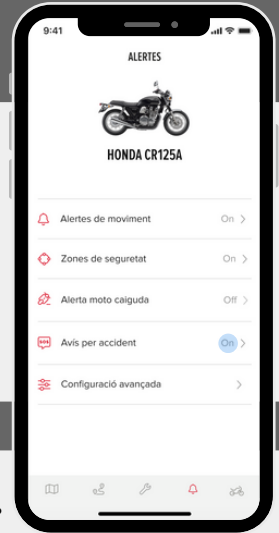 9:41
ALERTES
HONDA CR125A
Alertes de moviment On
Zones de seguretat On
Alerta moto caiguda Off
SOS Avís per accident On
Configuració avançada